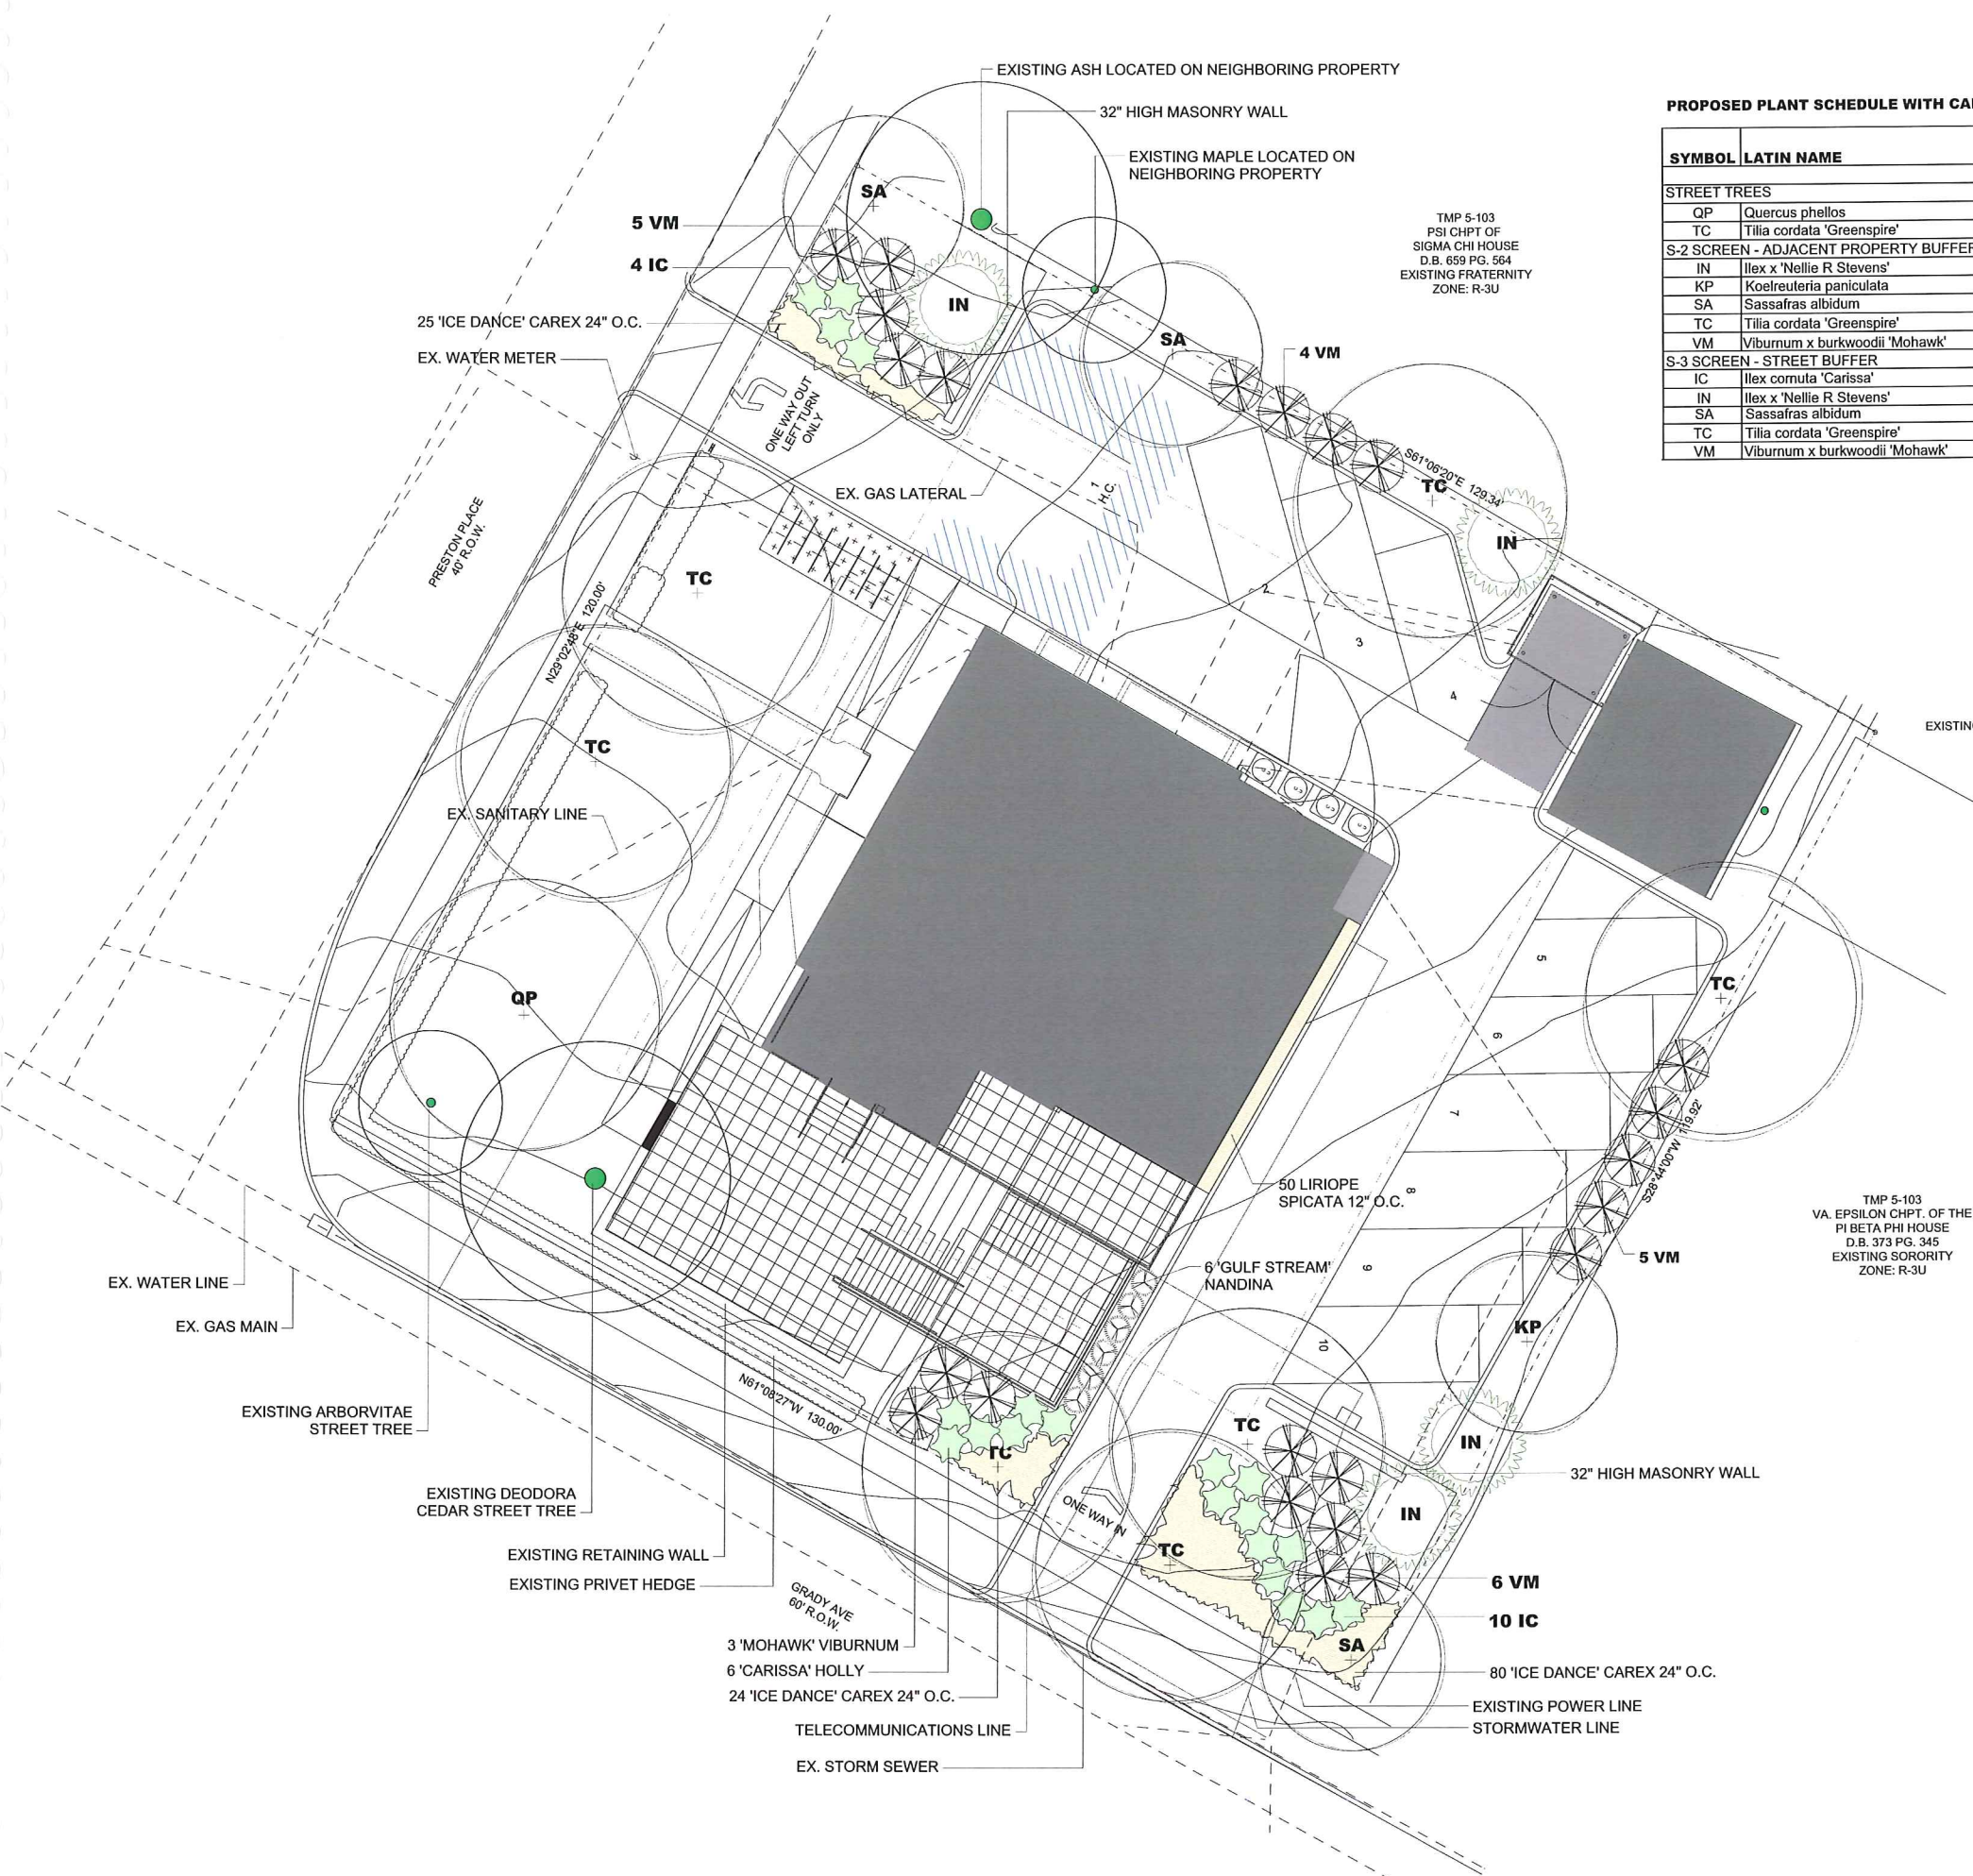 EXISTING ASH LOCATED ON NEIGHBORING PROPERTY
32" HIGH MASONRY WALL
EXISTING MAPLE LOCATED ON
NEIGHBORING PROPERTY
PROPOSED PLANT SCHEDULE WITH CA
SYMBOL LATIN NAME
STREET TREES
QP Quercus phellos
TC Tilia cordata 'Greenspire'
S-2 SCREEN - ADJACENT PROPERTY BUFFER
IN Ilex x 'Nellie R Stevens'
KP Koelreuteria paniculata
SA Sassafras albidum
TC Tilia cordata 'Greenspire'
VM Viburnum x burkwoodii 'Mohawk'
S-3 SCREEN - STREET BUFFER
IC Ilex cornuta 'Carissa'
IN Ilex x 'Nellie R Stevens'
SA Sassafras albidum
TC Tilia cordata 'Greenspire'
VM Viburnum x burkwoodii 'Mohawk'
TMP 5-103
PSI CHPT OF
SIGMA CHI HOUSE
D.B. 659 PG. 564
EXISTING FRATERNITY
ZONE: R-3U
SA
5 VM
4 IC
IN
25 'ICE DANCE' CAREX 24" O.C.
EX. WATER METER
SA
4 VM
ONE WAY OUT
LEFT TURN
ONLY
S61°06'20"E 129.34'
TC
EX. GAS LATERAL
1
H.C.
IN
PRESTON PLACE
40' R.O.W.
TC
2
N29°02'48"E 120.00'
3
4
EXISTIN
TC
EX. SANITARY LINE
QP
5
TC
6
7
S28°44'00"W 119.92'
8
50 LIRIOPE
SPICATA 12" O.C.
TMP 5-103
VA. EPSILON CHPT. OF THE
PI BETA PHI HOUSE
D.B. 373 PG. 345
EXISTING SORORITY
ZONE: R-3U
5 VM
9
6 'GULF STREAM'
NANDINA
EX. WATER LINE
EX. GAS MAIN
KP
10
N61°08'27"W 130.00'
EXISTING ARBORVITAE
STREET TREE
TC
TC
IN
32" HIGH MASONRY WALL
EXISTING DEODORA
CEDAR STREET TREE
ONE WAY IN
IN
TC
EXISTING RETAINING WALL
EXISTING PRIVET HEDGE
GRADY AVE
60' R.O.W.
6 VM
10 IC
3 'MOHAWK' VIBURNUM
SA
6 'CARISSA' HOLLY
80 'ICE DANCE' CAREX 24" O.C.
24 'ICE DANCE' CAREX 24" O.C.
EXISTING POWER LINE
TELECOMMUNICATIONS LINE
STORMWATER LINE
EX. STORM SEWER